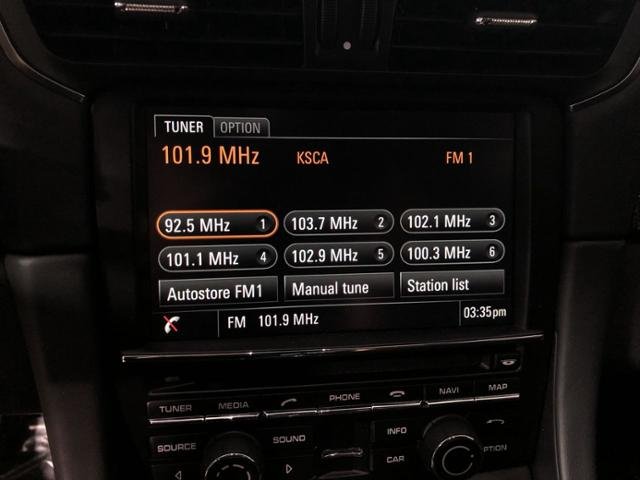 TUNER OPTION
101.9 MHz KSCA FM 1
92.5 MHz 1 103.7 MHz 2 102.1 MHz 3
101.1 MHz 4 102.9 MHz 5 100.3 MHz 6
Autostore FM1 Manual tune Station list
FM 101.9 MHz 03:35pm
TUNER MEDIA PHONE NAVI MAP
SOURCE SOUND INFO OPTION
CAR